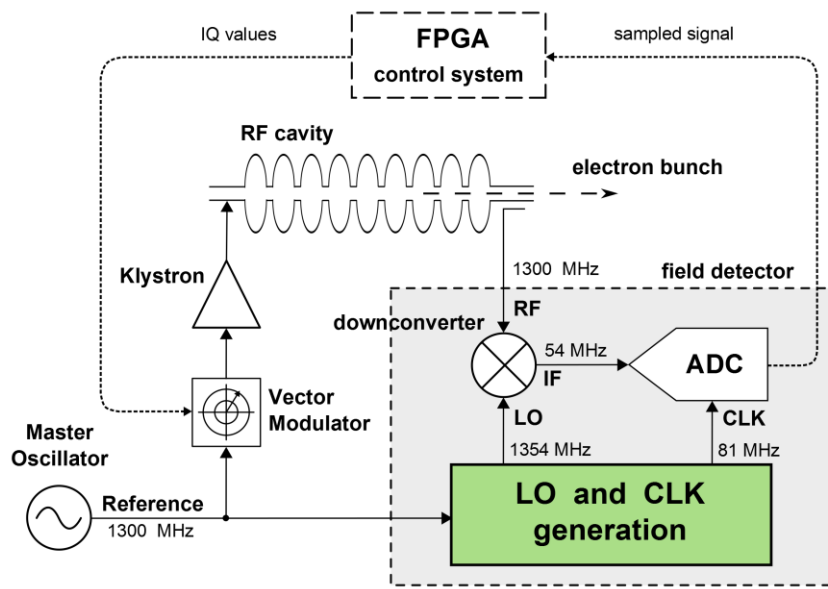 IQ values
FPGA
control system
sampled signal
RF cavity
electron bunch
Klystron
1300 MHz
field detector
downconverter
RF
54 MHz
IF
ADC
Vector
Modulator
LO
CLK
1354 MHz
81 MHz
Master
Oscillator
Reference
1300 MHz
LO and CLK
generation